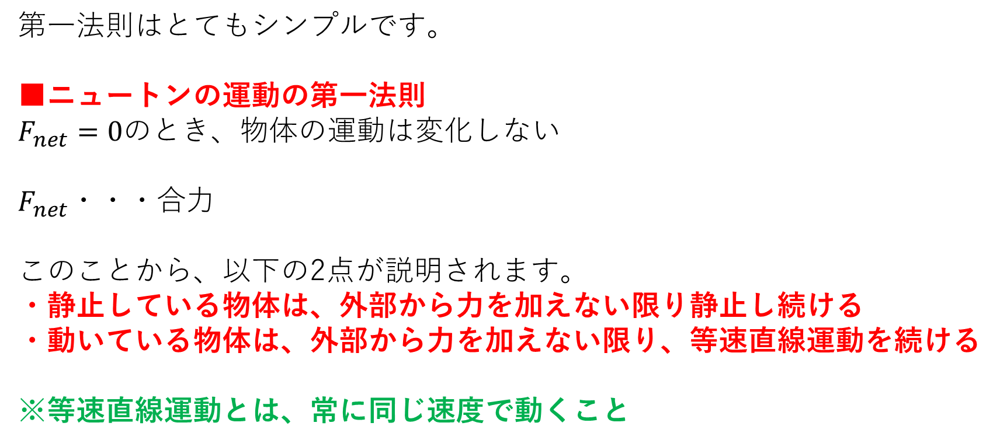 第一法則はとてもシンプルです。
■ニュートンの運動の第一法則
F_net = 0のとき、物体の運動は変化しない
F_net・・・合力
このことから、以下の2点が説明されます。
・静止している物体は、外部から力を加えない限り静止し続ける
・動いている物体は、外部から力を加えない限り、等速直線運動を続ける
※等速直線運動とは、常に同じ速度で動くこと